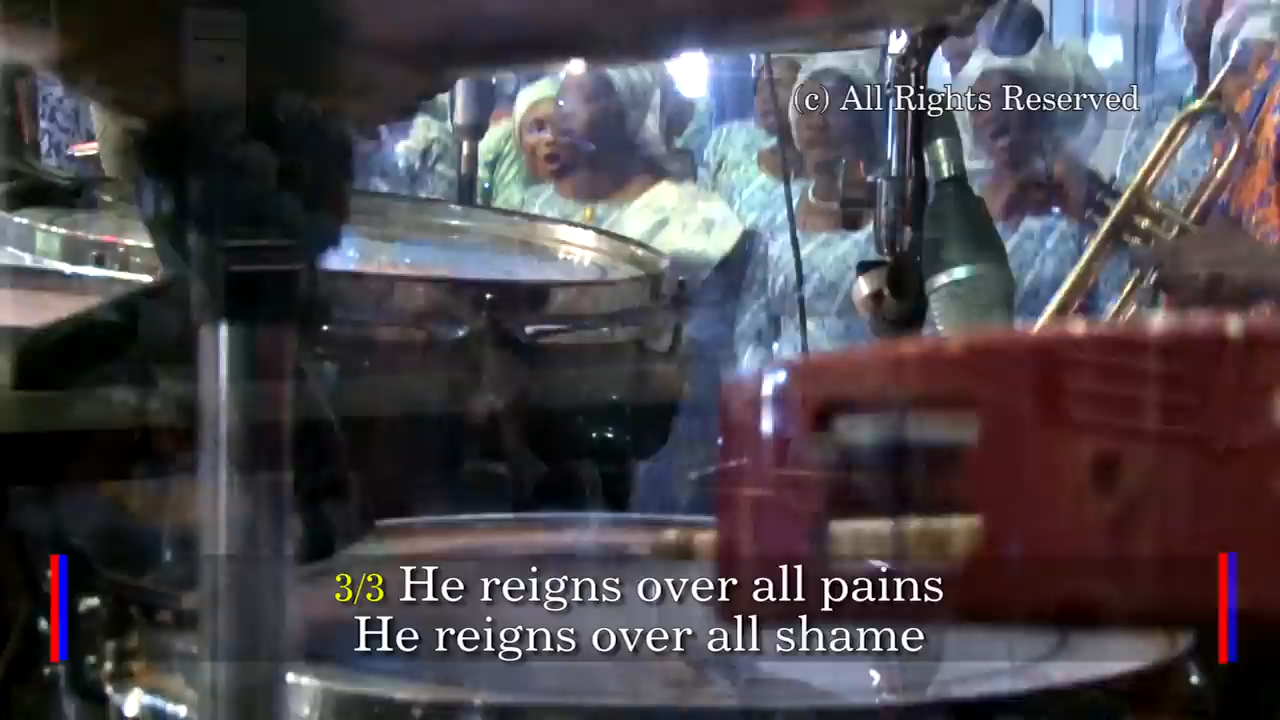 (c) All Rights Reserved
3/3 He reigns over all pains
He reigns over all shame